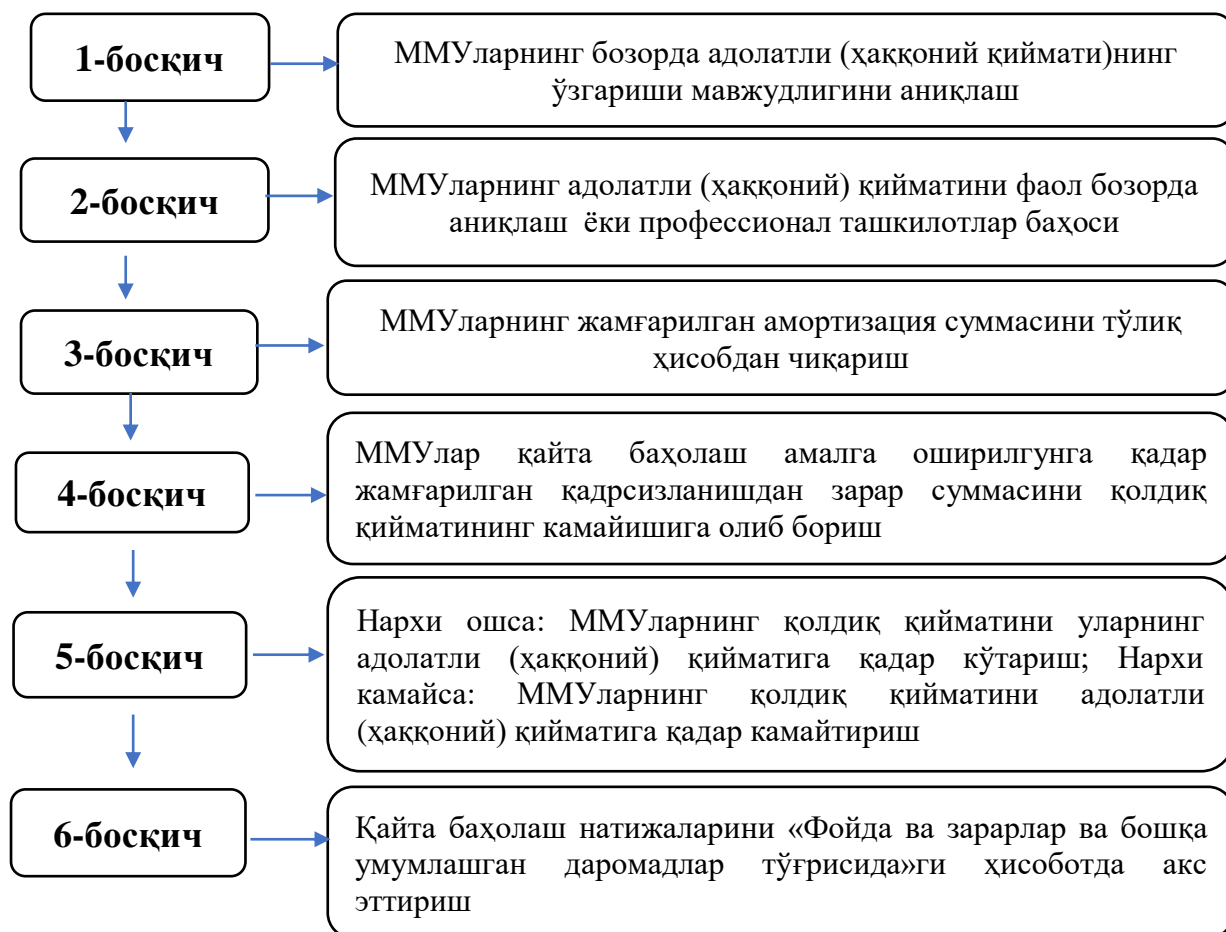 1-босқич
ММУларнинг бозорда адолатли (ҳаққоний қиймати)нинг
ўзгариши мавжудлигини аниқлаш
2-босқич
ММУларнинг адолатли (ҳаққоний) қийматини фаол бозорда
аниқлаш ёки профессионал ташкилотлар баҳоси
3-босқич
ММУларнинг жамғарилган амортизация суммасини тўлиқ
ҳисобдан чиқариш
4-босқич
ММУлар қайта баҳолаш амалга оширилгунга қадар
жамғарилган қадрсизланишдан зарар суммасини қолдиқ
қийматининг камайишига олиб бориш
5-босқич
Нархи ошса: ММУларнинг қолдиқ қийматини уларнинг
адолатли (ҳаққоний) қийматига қадар кўтариш; Нархи
камайса: ММУларнинг қолдиқ қийматини адолатли
(ҳаққоний) қийматига қадар камайтириш
6-босқич
Қайта баҳолаш натижаларини «Фойда ва зарарлар ва бошқа
умумлашган даромадлар тўғрисида»ги ҳисоботда акс
эттириш